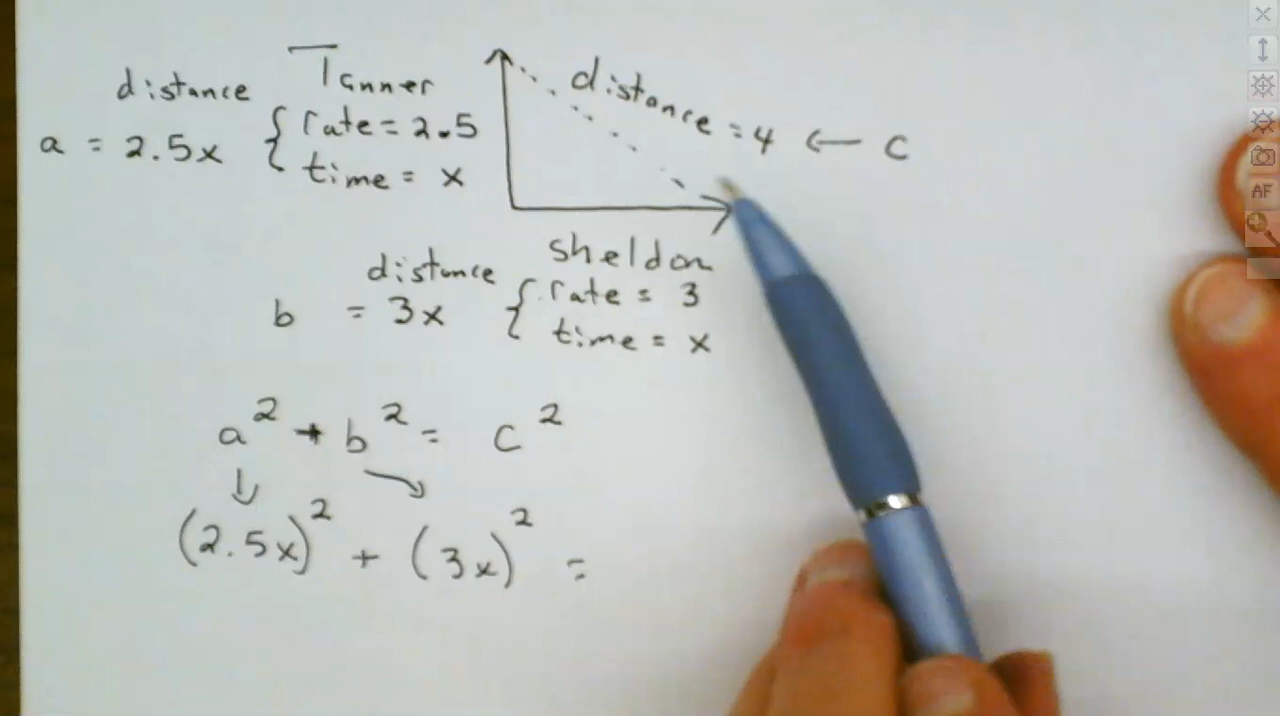 Tanner
distance
rate = 2.5
a = 2.5x
time = x
distance = 4 ← c
sheldon
distance
rate = 3
b = 3x
time = x
a² + b² = c²
↓ ↘
(2.5x)² + (3x)² =
AF